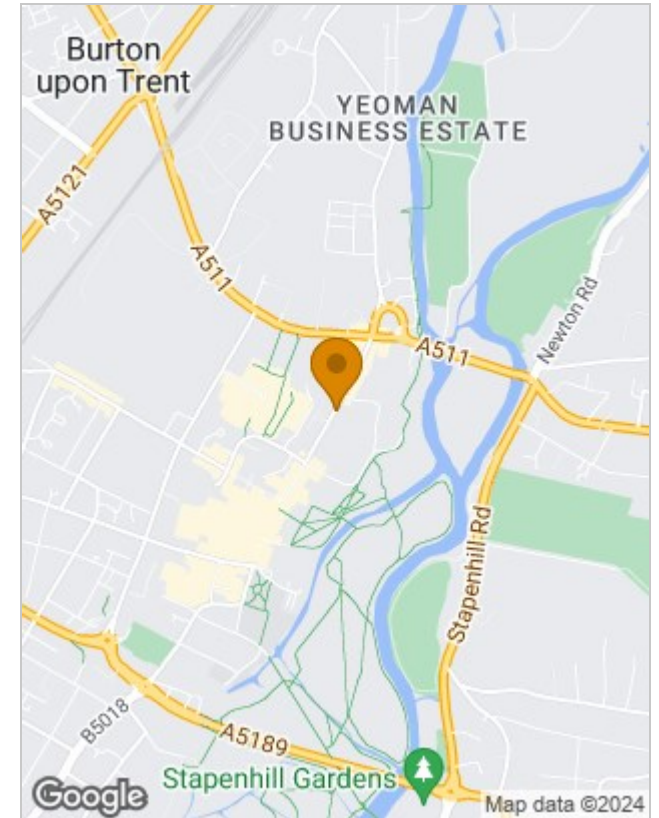 Burton
upon Trent
YEOMAN
BUSINESS ESTATE
A5121
A511
Newton Rd
A511
Stapenhill Rd
B5018
A5189
Stapenhill Gardens
Google
Map data ©2024